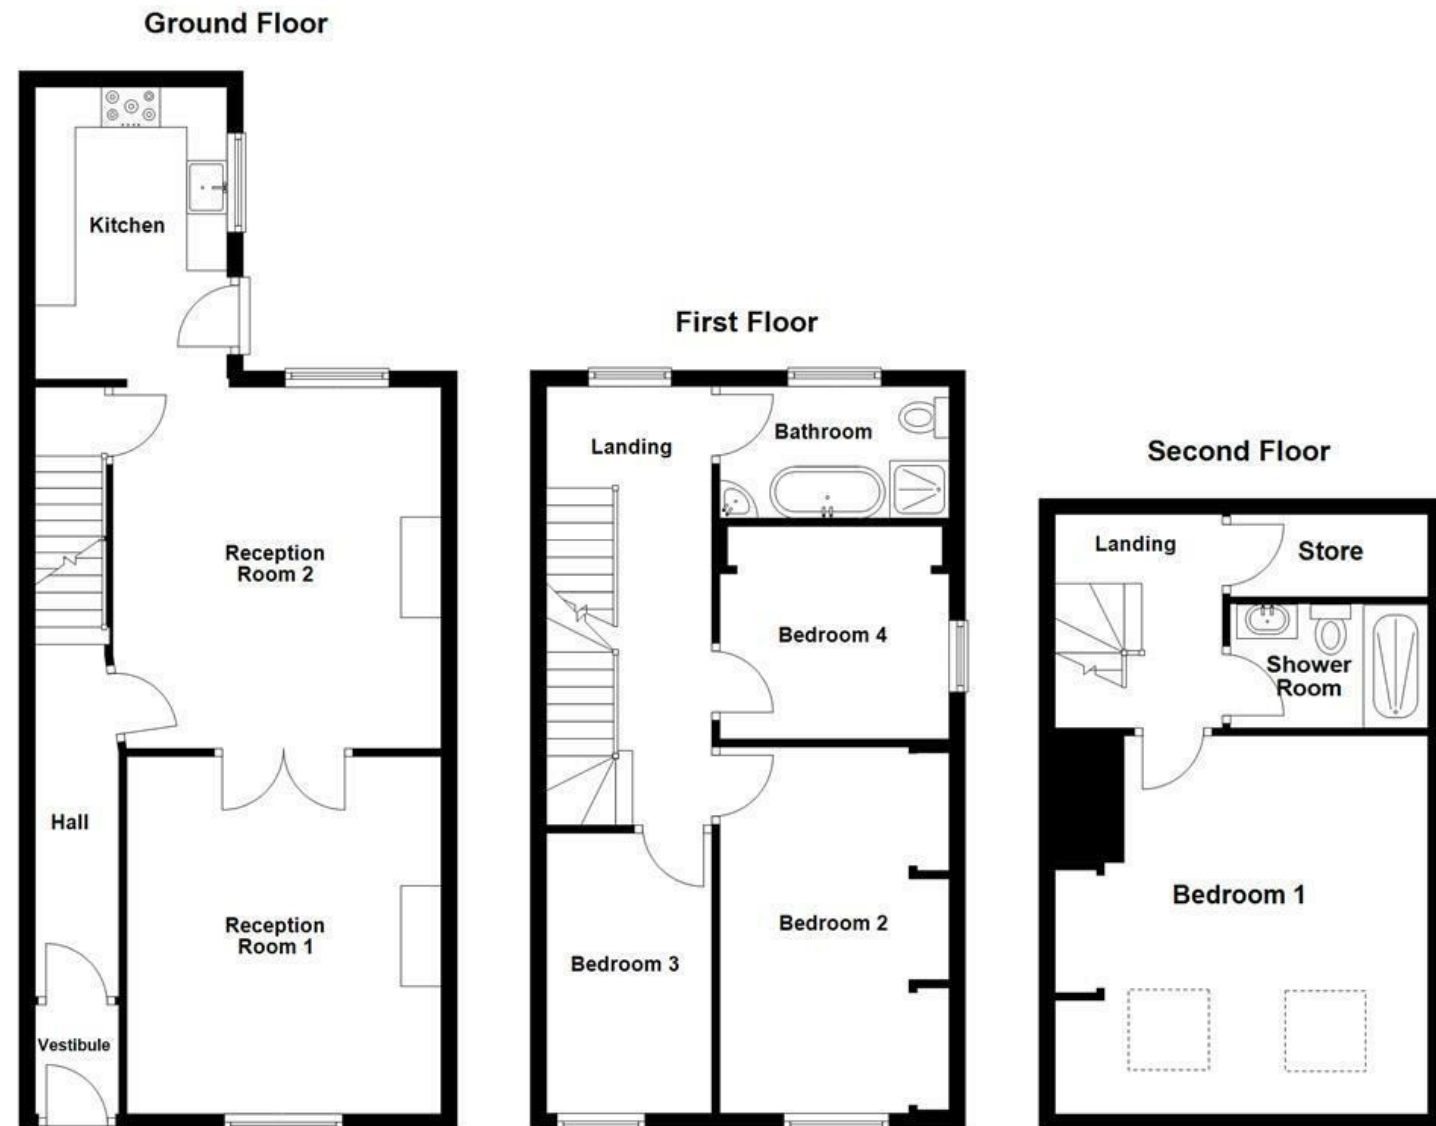 Ground Floor
Kitchen
Reception
Room 2
Hall
Reception
Room 1
Vestibule
First Floor
Landing
Bathroom
Bedroom 4
Bedroom 2
Bedroom 3
Second Floor
Landing
Store
Shower
Room
Bedroom 1